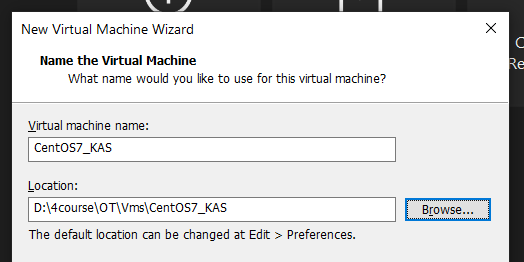 New Virtual Machine Wizard
Name the Virtual Machine
What name would you like to use for this virtual machine?
Virtual machine name:
CentOS7_KAS
Location:
D:\4course\OT\Vms\CentOS7_KAS
Browse...
The default location can be changed at Edit > Preferences.